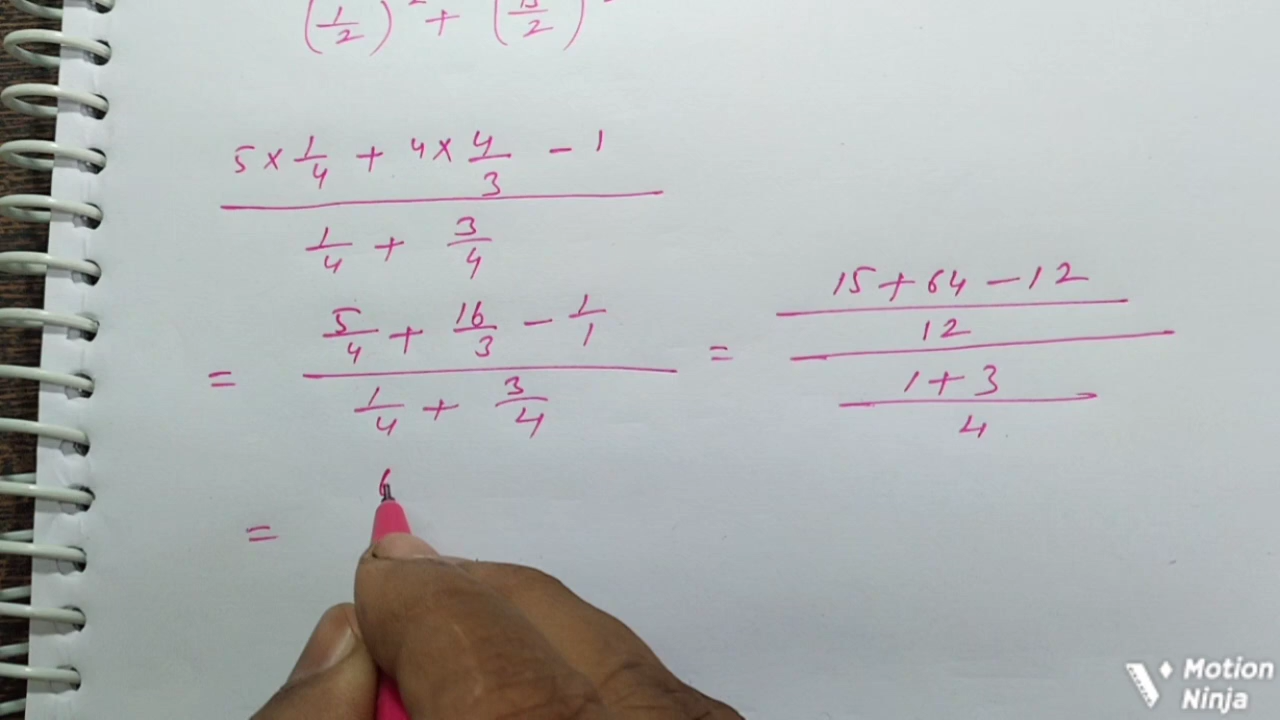 (1/2)² + (√3/2)²
5 × 1/4 + 4 × 4/3 - 1
1/4 + 3/4
= 5/4 + 16/3 - 1/1
1/4 + 3/4
= 15 + 64 - 12
12
1 + 3
4
= 6
Motion
Ninja